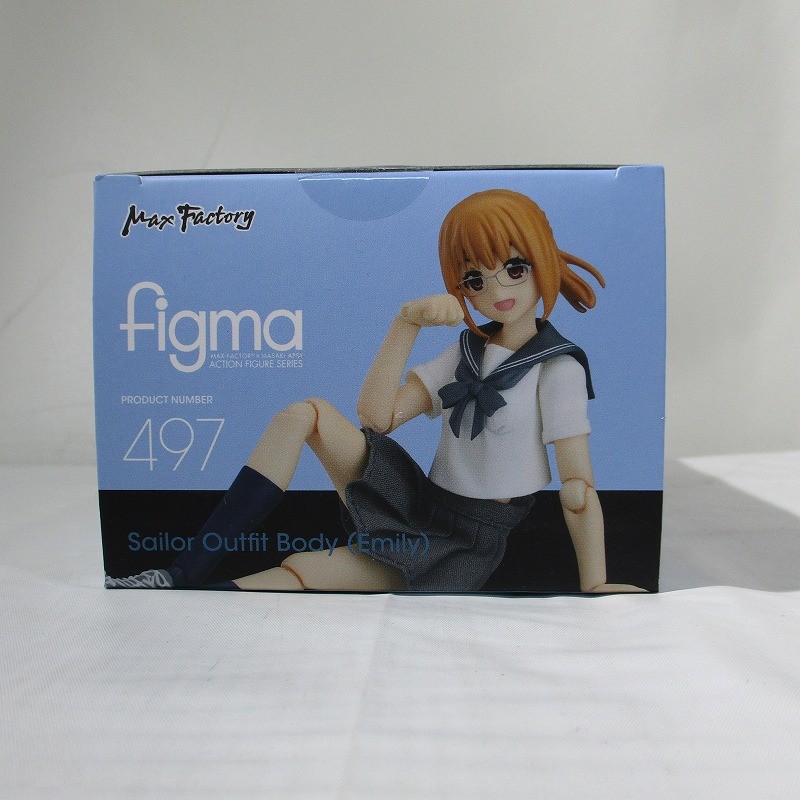 Max Factory
figma
MAX FACTORY × MASAKI APSY
ACTION FIGURE SERIES
PRODUCT NUMBER
497
Sailor Outfit Body (Emily)